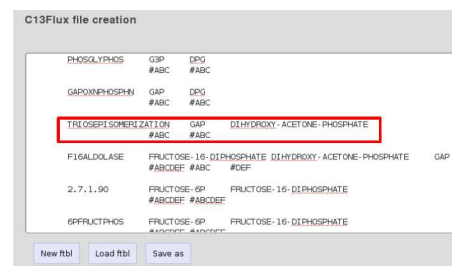 C13Flux file creation
PHOSGLYPHOS G3P DPG
#ABC #ABC
GAPOXNPHOSPHN GAP DPG
#ABC #ABC
TRIOSEPISOMERIZATION GAP DIHYDROXY-ACETONE-PHOSPHATE
#ABC #ABC
F16ALDOLASE FRUCTOSE-16-DIPHOSPHATE DIHYDROXY-ACETONE-PHOSPHATE GAP
#ABCDEF #ABC #DEF
2.7.1.90 FRUCTOSE-6P FRUCTOSE-16-DIPHOSPHATE
#ABCDEF #ABCDEF
6PFRUCTPHOS FRUCTOSE-6P FRUCTOSE-16-DIPHOSPHATE
#ABCDEF #ABCDEF
New ftbl Load ftbl Save as